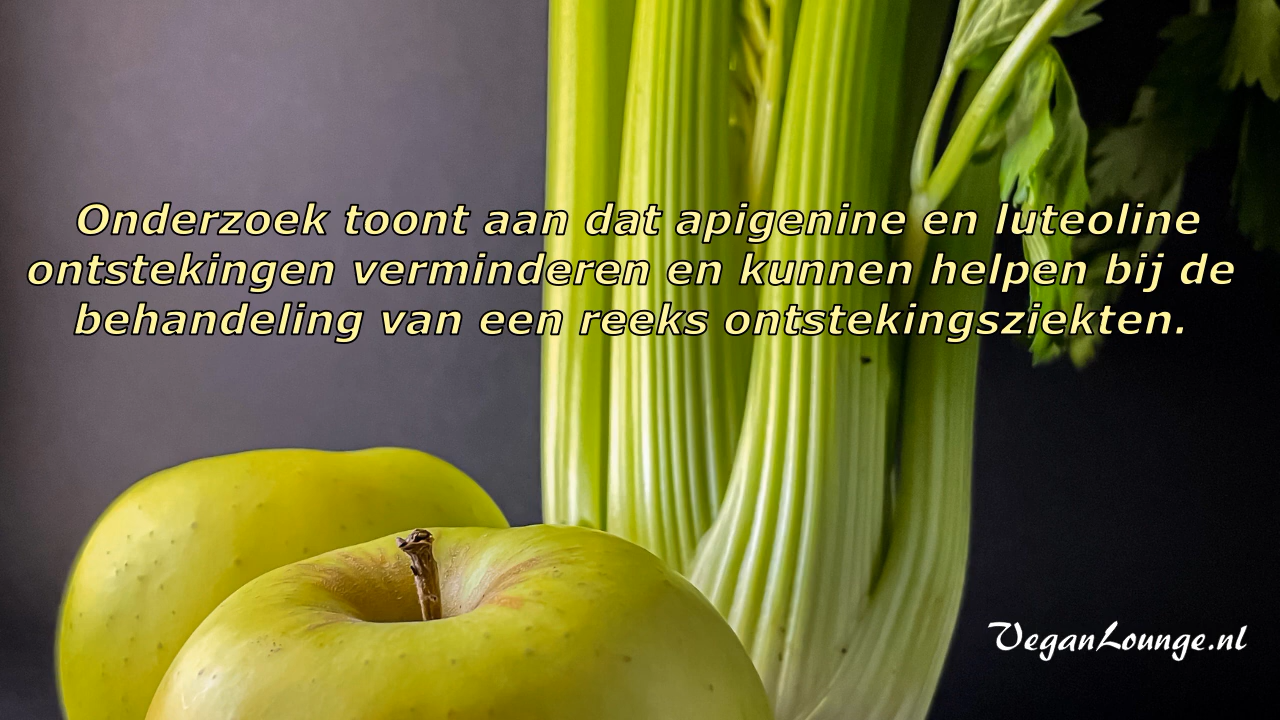 Onderzoek toont aan dat apigenine en luteoline
ontstekingen verminderen en kunnen helpen bij de
behandeling van een reeks ontstekingsziekten.
VeganLounge.nl